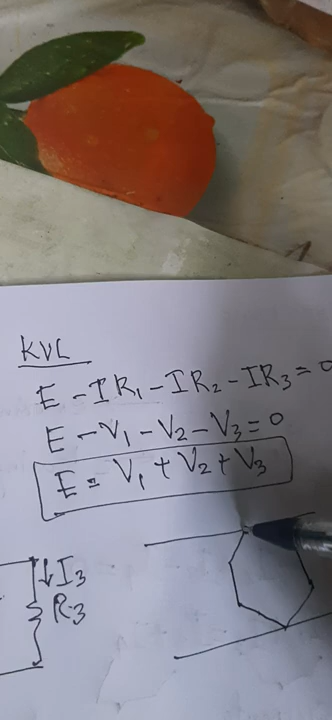 KVL
E - IR₁ - IR₂ - IR₃ = 0
E - V₁ - V₂ - V₃ = 0
E = V₁ + V₂ + V₃
↓I₃
R₃